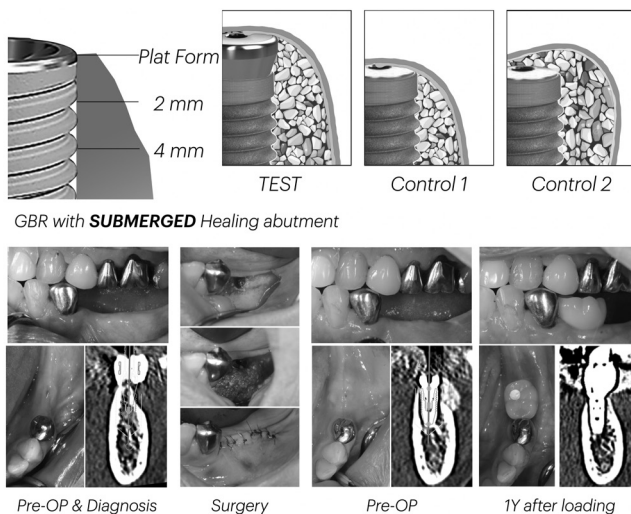 Plat Form
2 mm
4 mm
TEST
Control 1
Control 2
GBR with SUBMERGED Healing abutment
Pre-OP & Diagnosis
Surgery
Pre-OP
1Y after loading